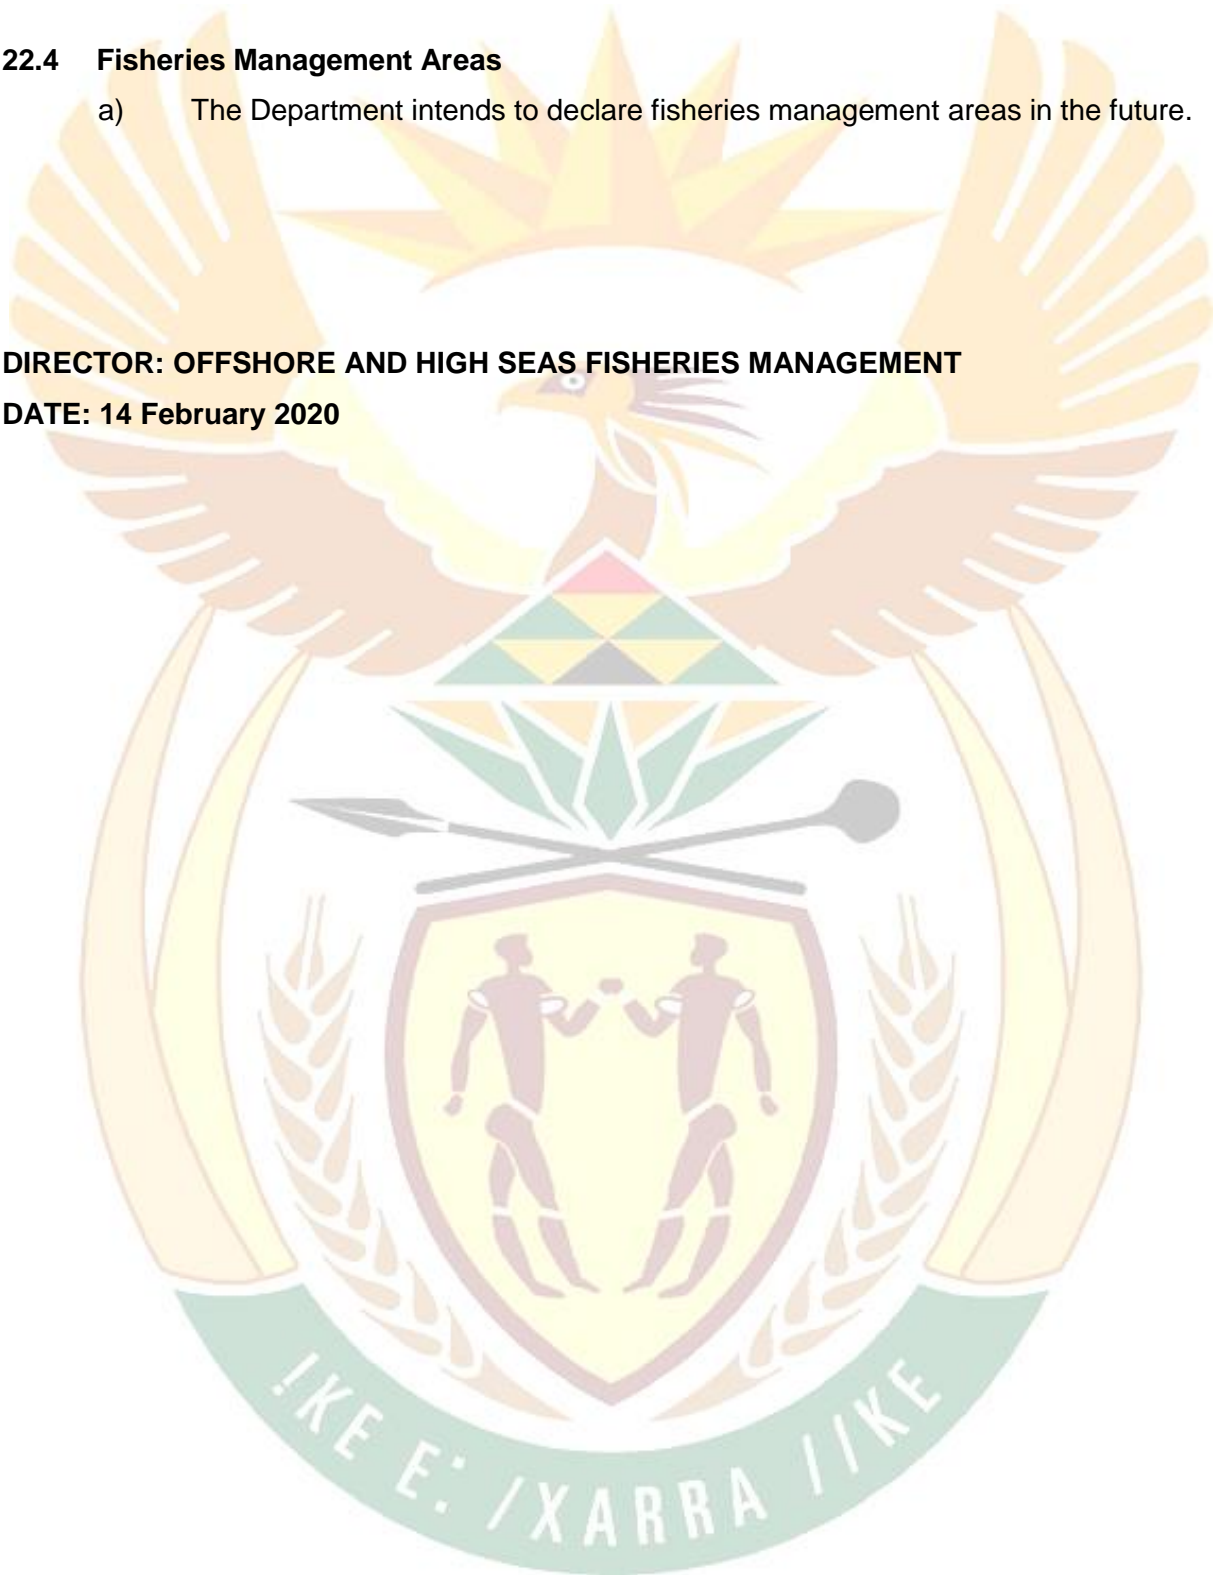 22.4 Fisheries Management Areas
a) The Department intends to declare fisheries management areas in the future.
DIRECTOR: OFFSHORE AND HIGH SEAS FISHERIES MANAGEMENT
DATE: 14 February 2020
!KE E: /XARRA //KE